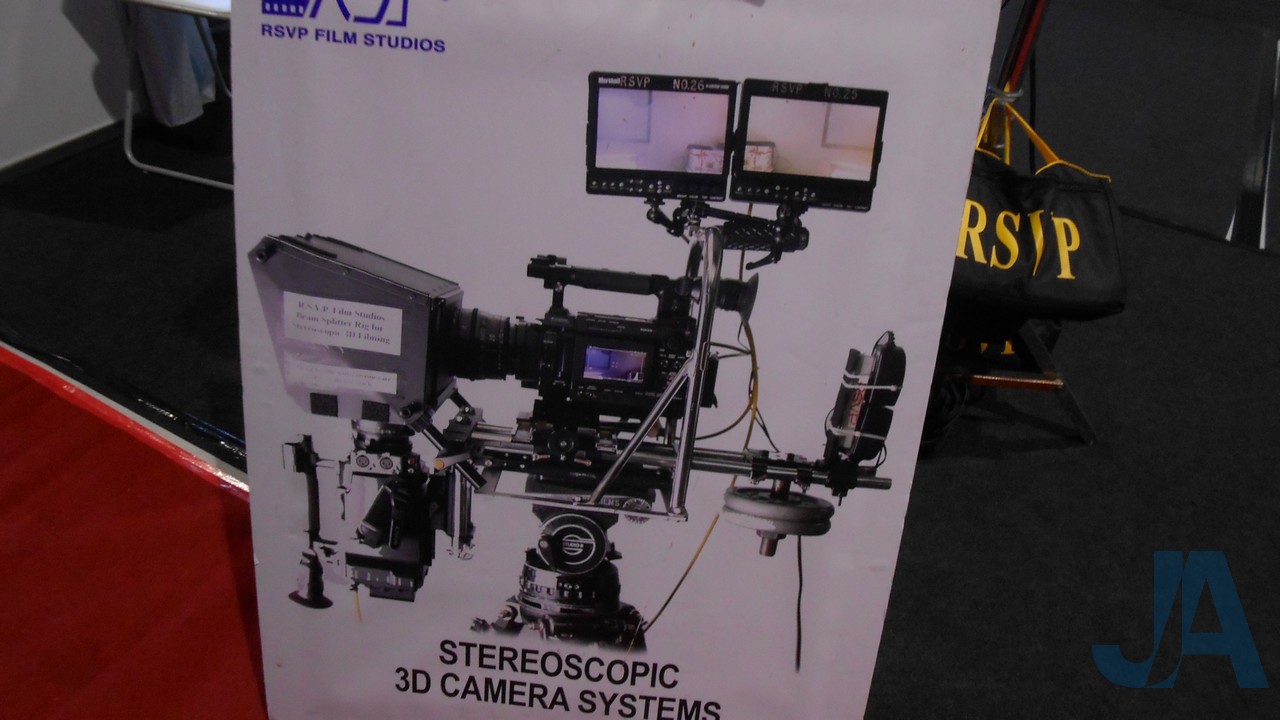 RSVP FILM STUDIOS
Marshall RSVP NO.26
RSVP NO.25
RSVP
R.S.V.P. Film Studios
Beam Splitter Rig for
Stereoscopic 3D Filming
STEREOSCOPIC
3D CAMERA SYSTEMS
JA